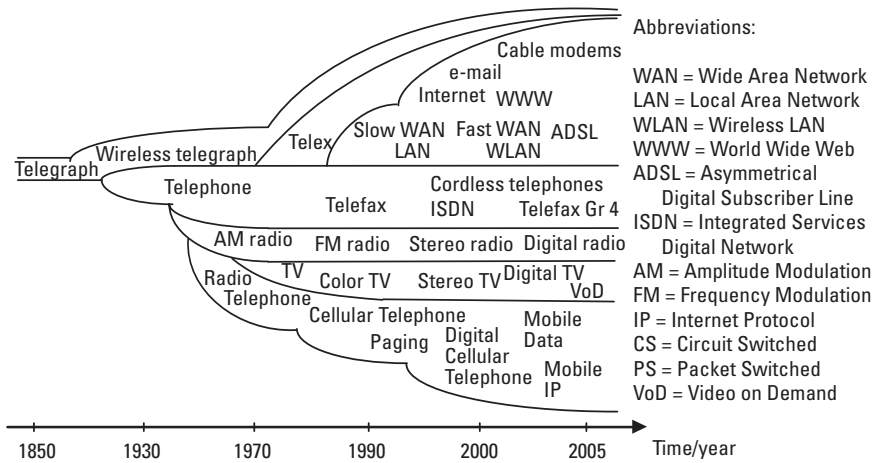 Abbreviations:
Cable modems
e-mail
WAN = Wide Area Network
Internet WWW
LAN = Local Area Network
Telex
Slow WAN Fast WAN ADSL
WLAN = Wireless LAN
Wireless telegraph
LAN WLAN
WWW = World Wide Web
Telegraph
ADSL = Asymmetrical
Digital Subscriber Line
Telephone
Cordless telephones
Telefax ISDN Telefax Gr 4
ISDN = Integrated Services
Digital Network
AM radio FM radio Stereo radio Digital radio
AM = Amplitude Modulation
TV Color TV Stereo TV Digital TV
VoD
FM = Frequency Modulation
Radio
Telephone
IP = Internet Protocol
Cellular Telephone
Paging
Digital
Cellular
Telephone
Mobile
Data
CS = Circuit Switched
PS = Packet Switched
Mobile
IP
VoD = Video on Demand
1850 1930 1970 1990 2000 2005 Time/year